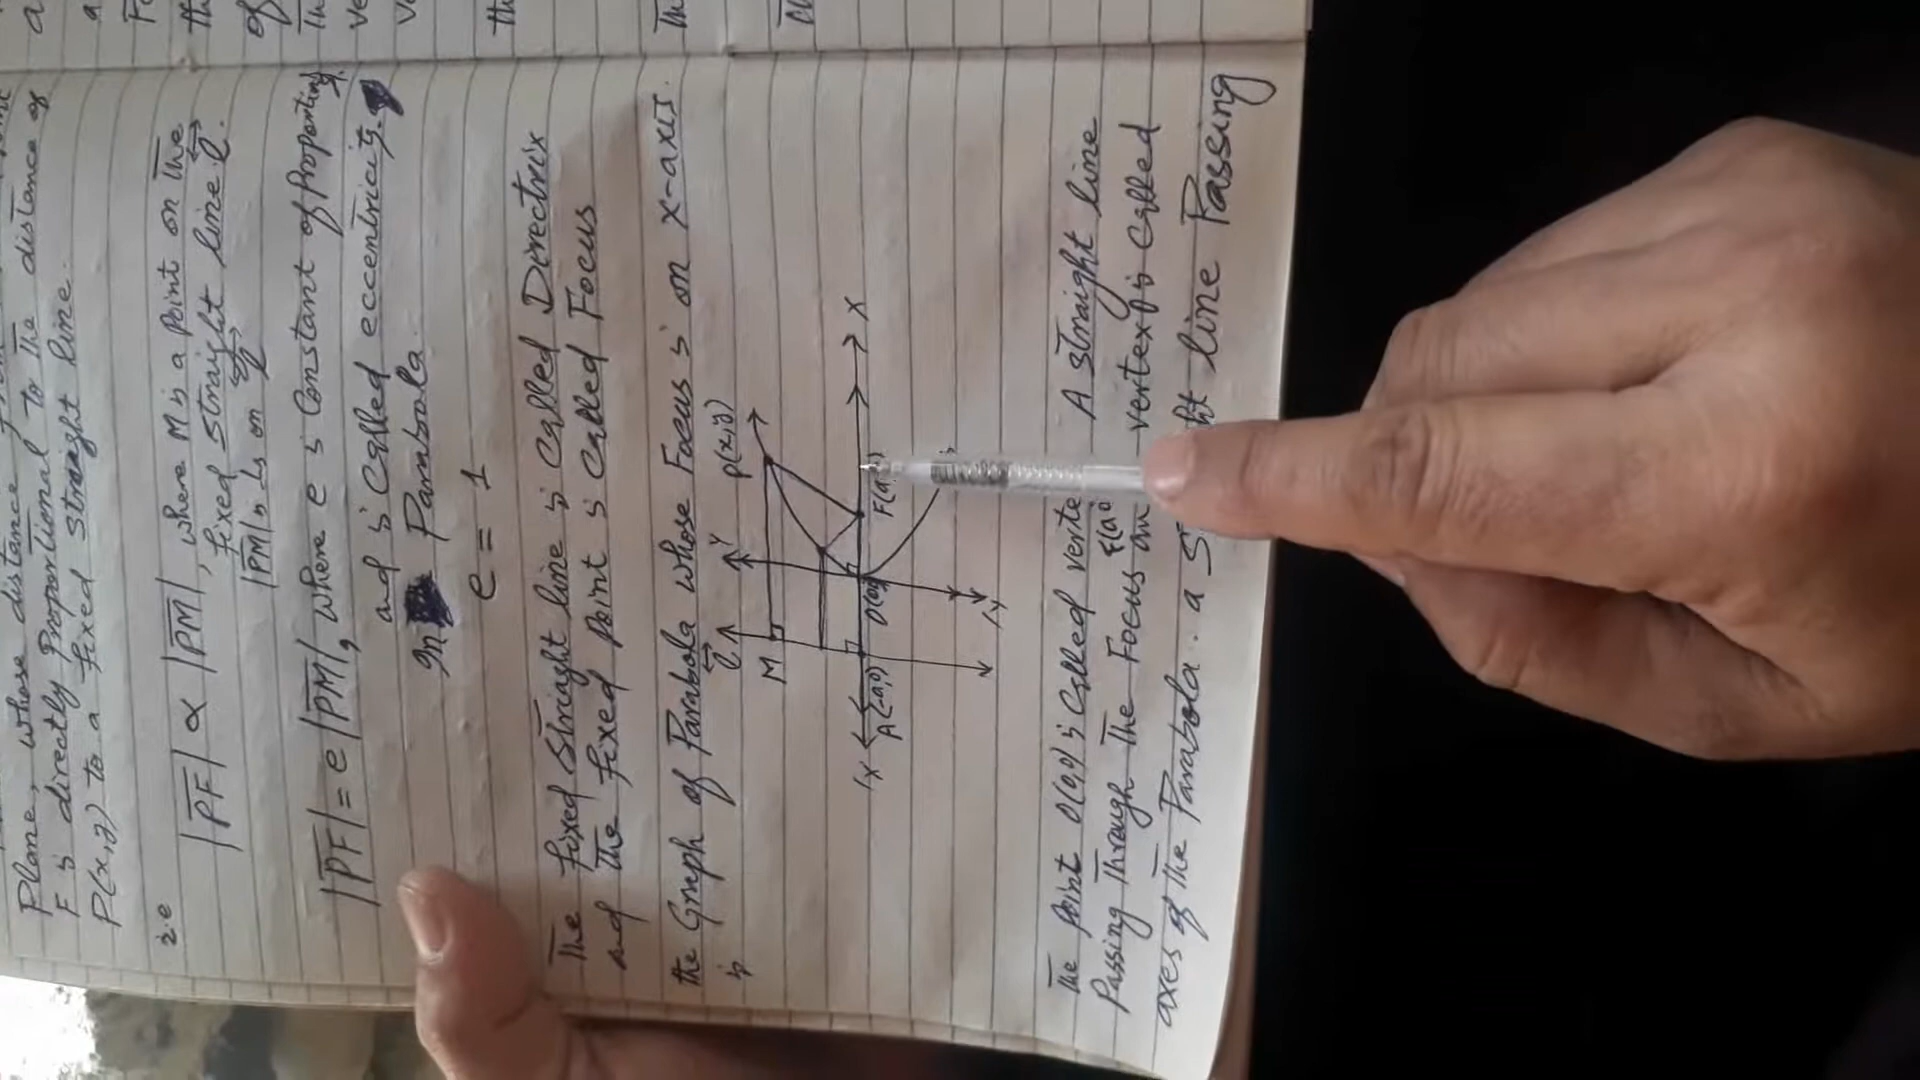 Plane, whose distance from
F is directly Proportional to the distance of
P(x,y) to a fixed straight line.
i.e
|PF| ∝ |PM|, where M is a Point on the
fixed straight line l.
|PM| is on
|PF| = e |PM|, where e is Constant of
and is Called eccentricity.
In Parabola
e = 1
The fixed straight line is Called Directrix
and the fixed Point is Called Focus
the Graph of Parabola whose Focus is on x-axis.
is
l
Y
P(x,y)
M
X
F(a
O(0,0)
A(-a,0)
The Point O(0,0) is Called verte
A straight line
Passing through the Focus F(a,0
vertex is Called
axes of the Parabola. a S
line Passing